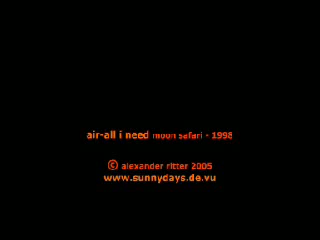 air-all i need moon safari - 1998
© alexander ritter 2005
www.sunnydays.de.vu